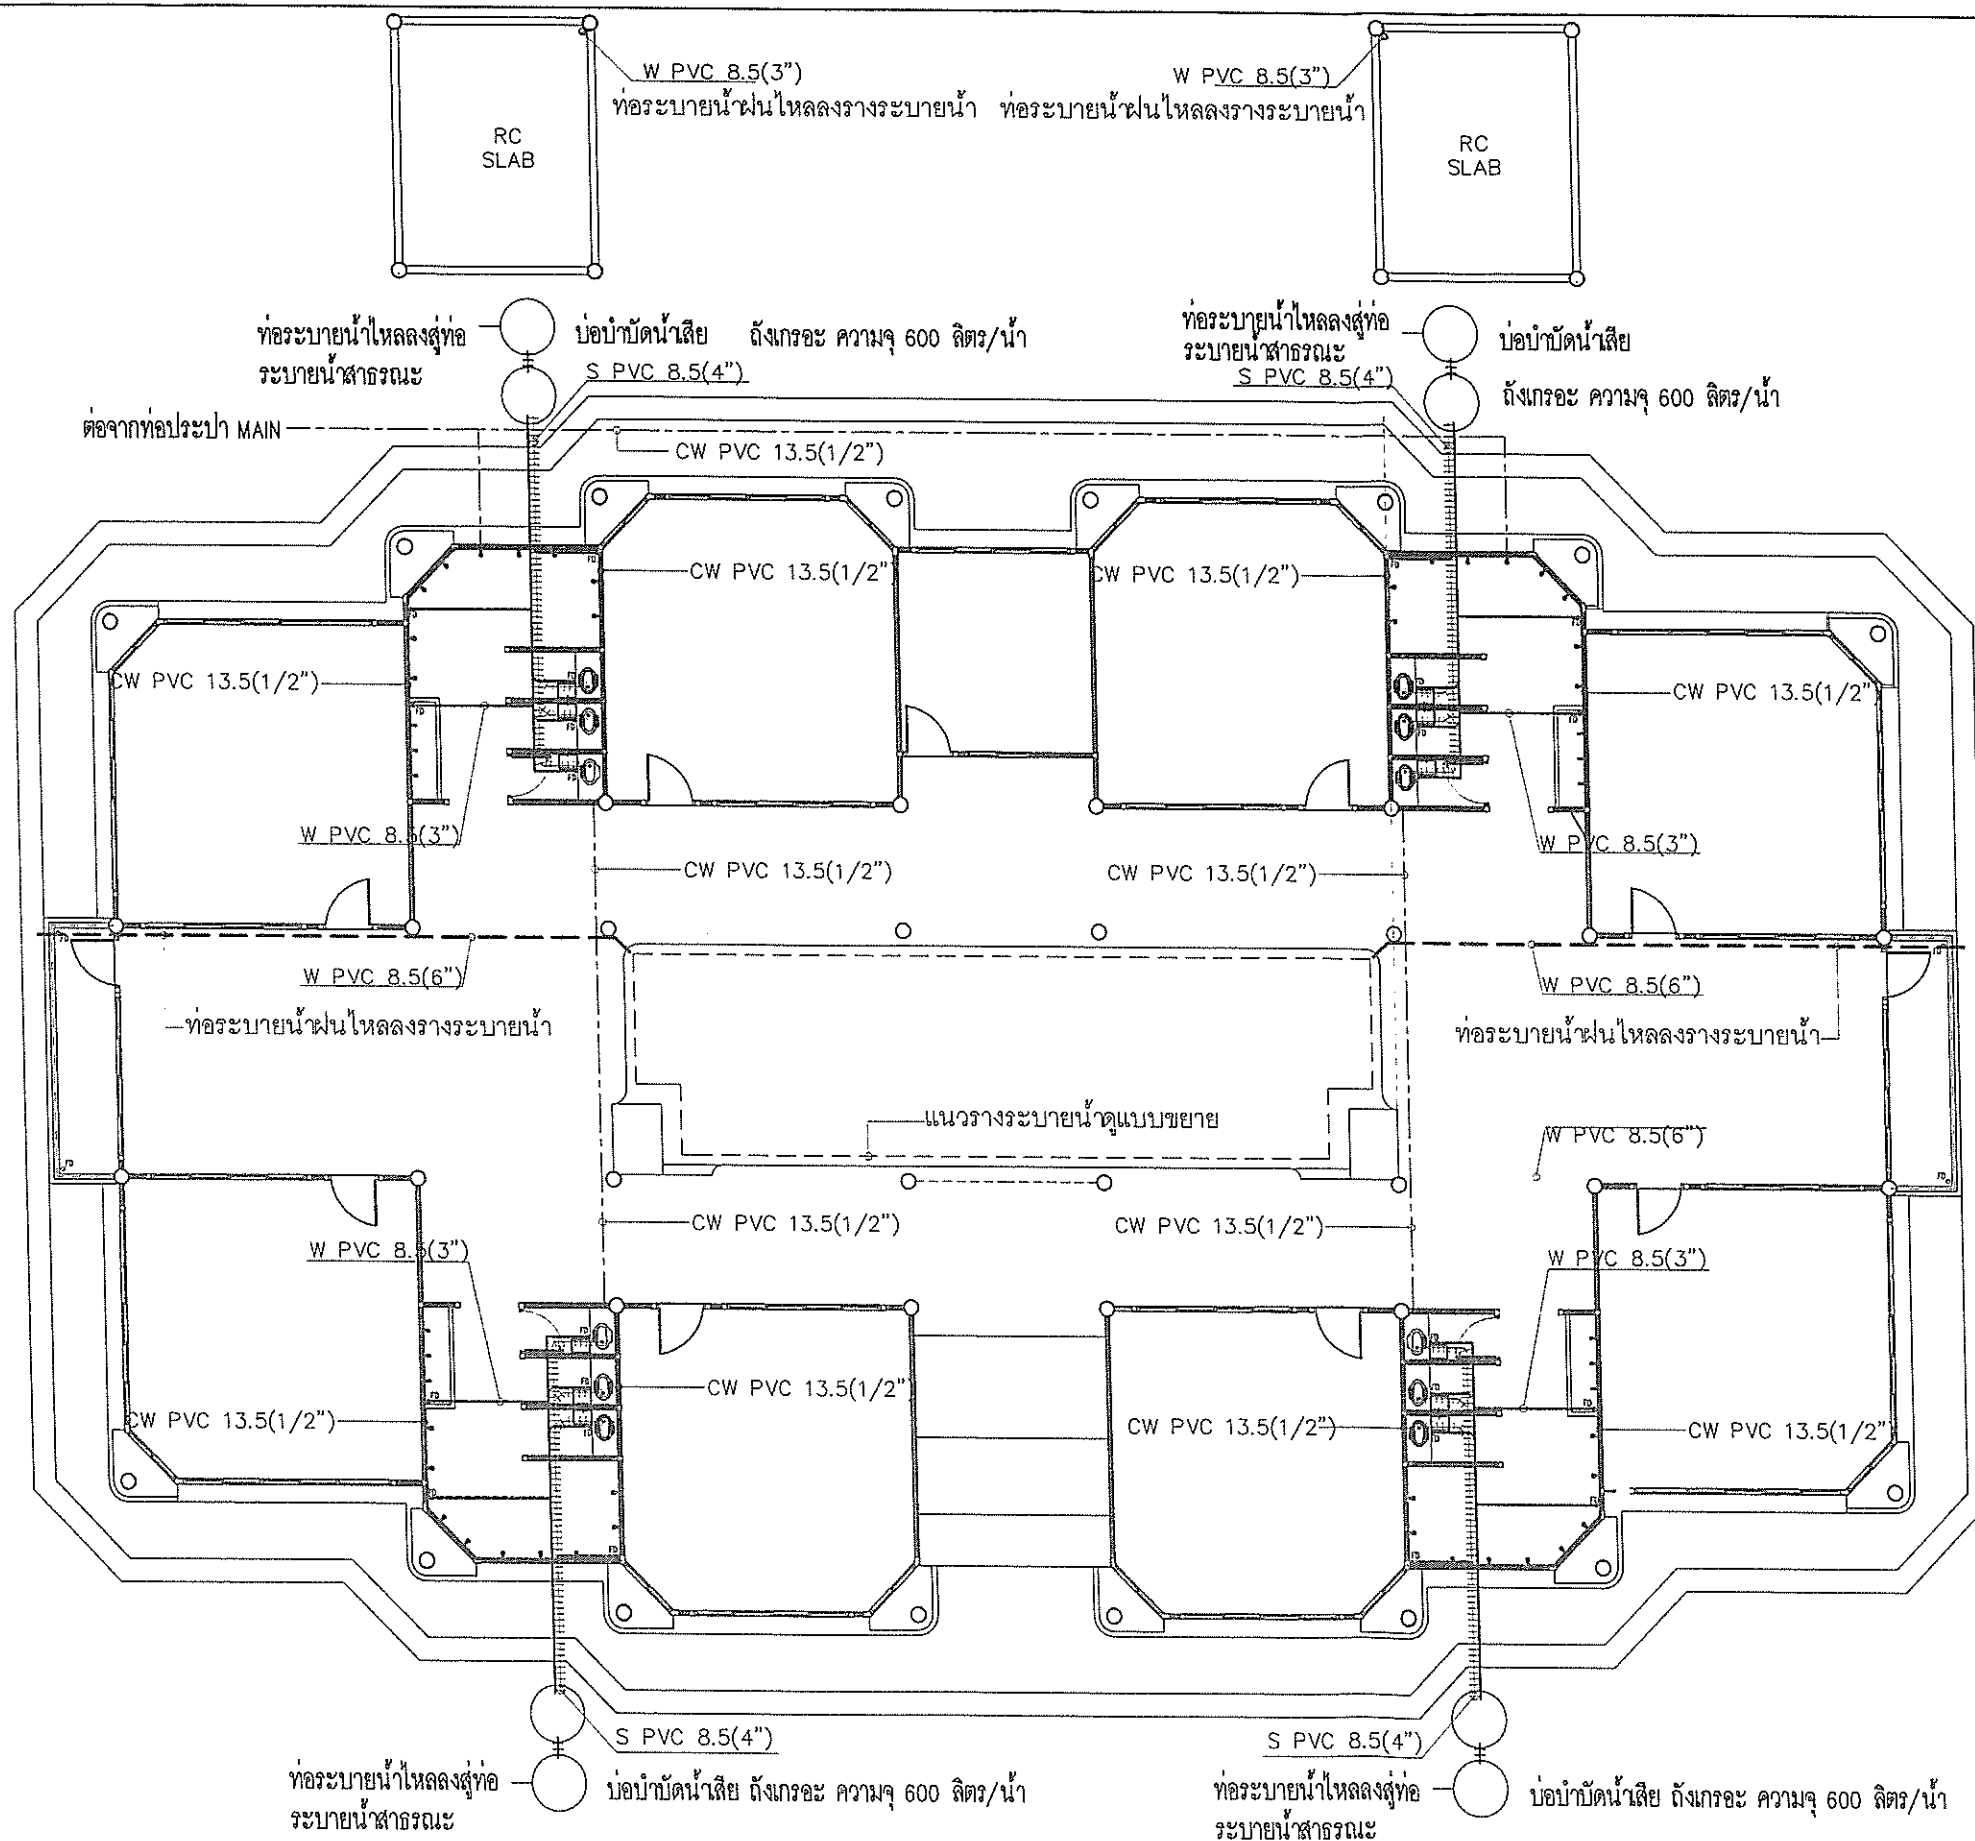 W PVC 8.5(3")
ท่อระบายน้ำฝนไหลลงรางระบายน้ำ
W PVC 8.5(3")
ท่อระบายน้ำฝนไหลลงรางระบายน้ำ
RC
SLAB
RC
SLAB
ท่อระบายน้ำไหลลงสู่ท่อ
ระบายน้ำสาธรณะ
บ่อบำบัดน้ำเสีย
ถังเกรอะ ความจุ 600 ลิตร/น้ำ
S PVC 8.5(4")
ท่อระบายน้ำไหลลงสู่ท่อ
ระบายน้ำสาธรณะ
บ่อบำบัดน้ำเสีย
S PVC 8.5(4")
ถังเกรอะ ความจุ 600 ลิตร/น้ำ
ต่อจากท่อประปา MAIN
CW PVC 13.5(1/2")
CW PVC 13.5(1/2")
CW PVC 13.5(1/2")
CW PVC 13.5(1/2")
CW PVC 13.5(1/2")
W PVC 8.5(3")
W PVC 8.5(3")
CW PVC 13.5(1/2")
CW PVC 13.5(1/2")
W PVC 8.5(6")
W PVC 8.5(6")
ท่อระบายน้ำฝนไหลลงรางระบายน้ำ
ท่อระบายน้ำฝนไหลลงรางระบายน้ำ
แนวรางระบายน้ำดูแบบขยาย
W PVC 8.5(6")
CW PVC 13.5(1/2")
CW PVC 13.5(1/2")
W PVC 8.5(3")
W PVC 8.5(3")
CW PVC 13.5(1/2")
CW PVC 13.5(1/2")
CW PVC 13.5(1/2")
CW PVC 13.5(1/2")
S PVC 8.5(4")
S PVC 8.5(4")
ท่อระบายน้ำไหลลงสู่ท่อ
ระบายน้ำสาธรณะ
บ่อบำบัดน้ำเสีย ถังเกรอะ ความจุ 600 ลิตร/น้ำ
ท่อระบายน้ำไหลลงสู่ท่อ
ระบายน้ำสาธรณะ
บ่อบำบัดน้ำเสีย ถังเกรอะ ความจุ 600 ลิตร/น้ำ